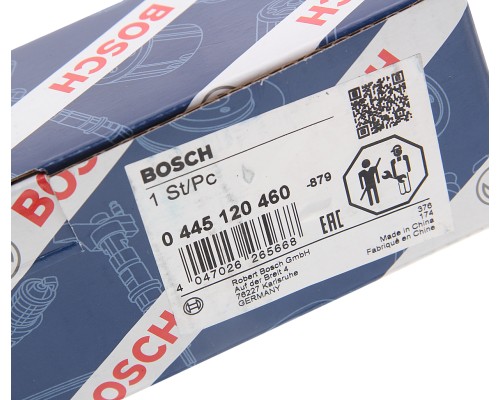 BOSCH
BOSCH
1 St/Pc
0 445 120 460 -879
4 047026 265668
EAC
Robert Bosch GmbH
Auf der Breit 4
76227 Karlsruhe
GERMANY
376
174
Made in China
Fabriqué en Chine
BOSCH
BOSCH